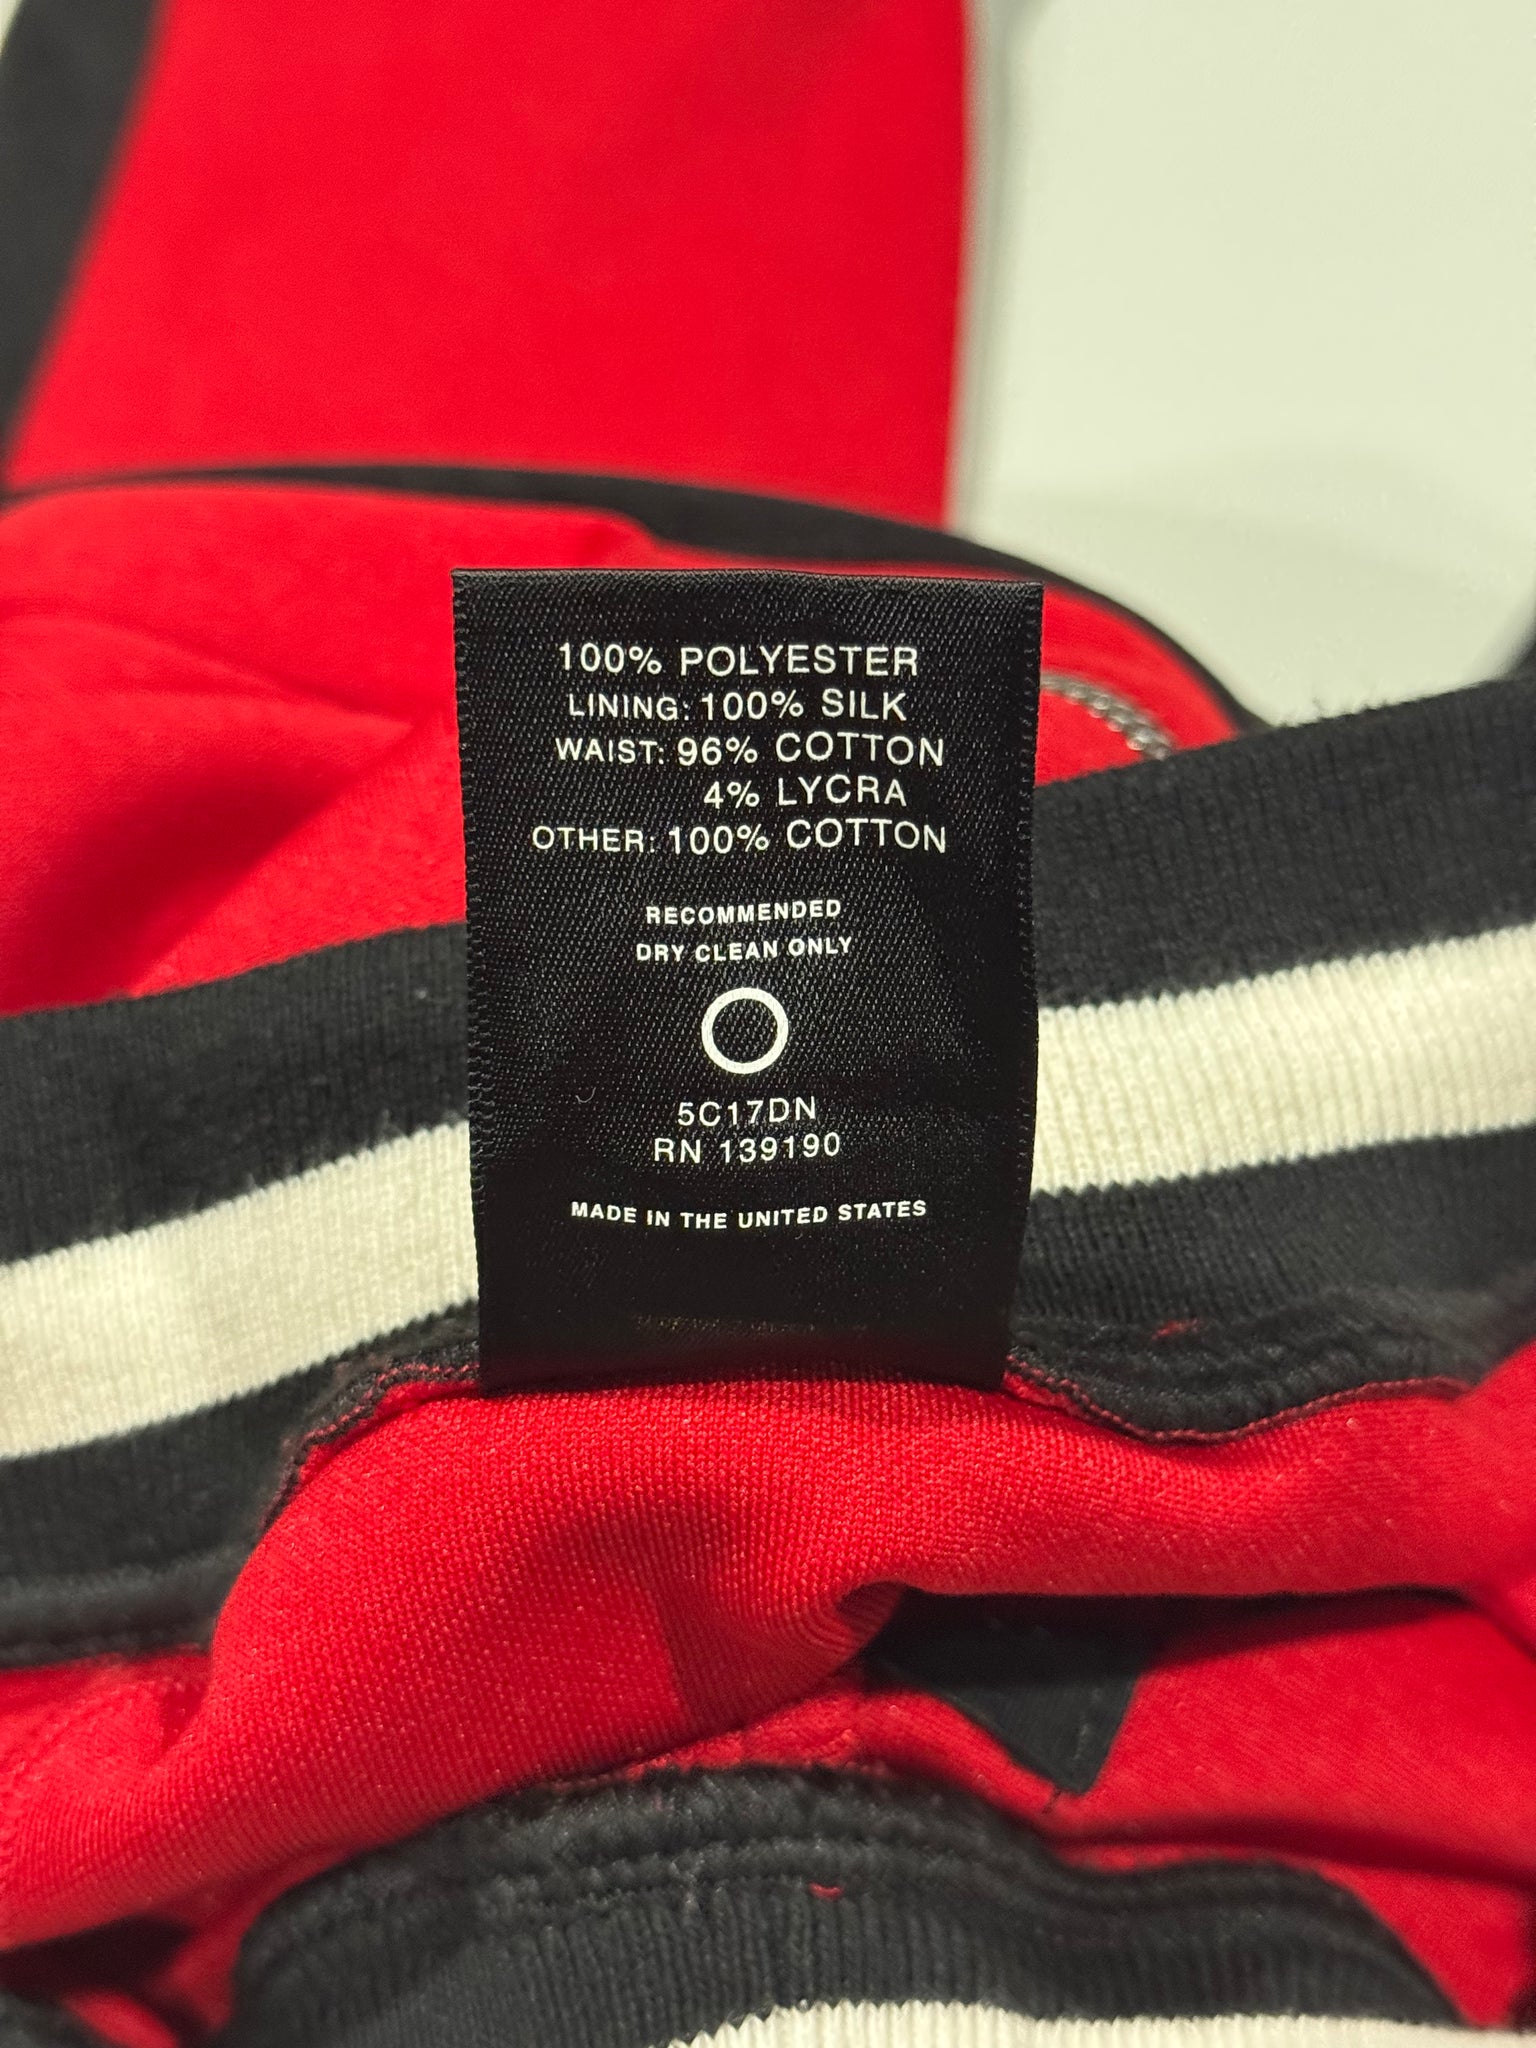 100% POLYESTER
LINING: 100% SILK
WAIST: 96% COTTON
4% LYCRA
OTHER: 100% COTTON
RECOMMENDED
DRY CLEAN ONLY
5C17DN
RN 139190
MADE IN THE UNITED STATES